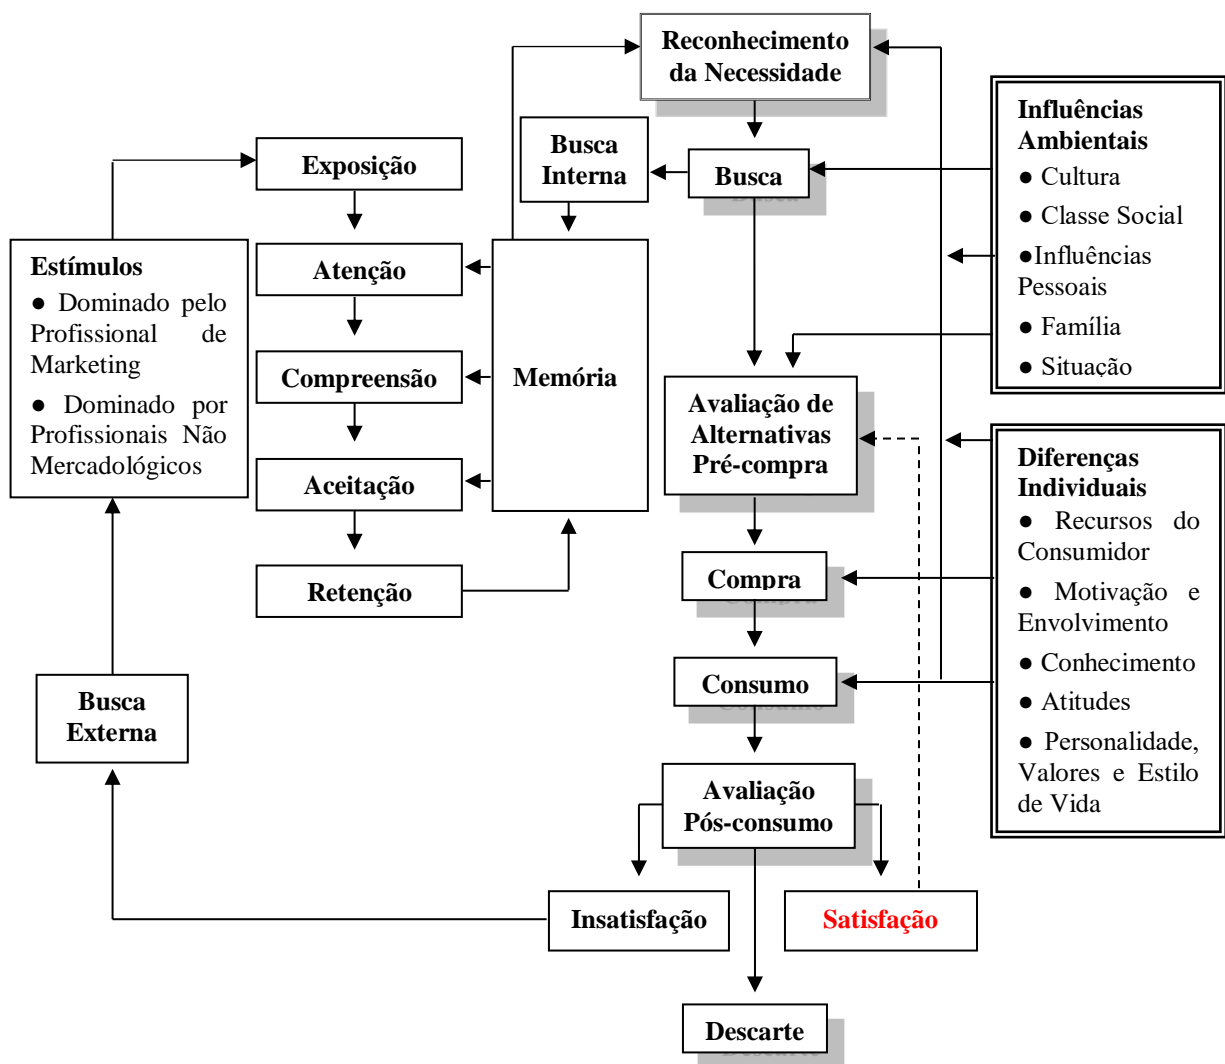 Reconhecimento
da Necessidade
Busca
Interna
Busca
Exposição
Atenção
Compreensão
Aceitação
Retenção
Memória
Estímulos
● Dominado pelo
Profissional de
Marketing
● Dominado por
Profissionais Não
Mercadológicos
Busca
Externa
Influências
Ambientais
● Cultura
● Classe Social
●Influências
Pessoais
● Família
● Situação
Avaliação de
Alternativas
Pré-compra
Diferenças
Individuais
● Recursos do
Consumidor
● Motivação e
Envolvimento
● Conhecimento
● Atitudes
● Personalidade,
Valores e Estilo
de Vida
Compra
Consumo
Avaliação
Pós-consumo
Insatisfação
Satisfação
Descarte